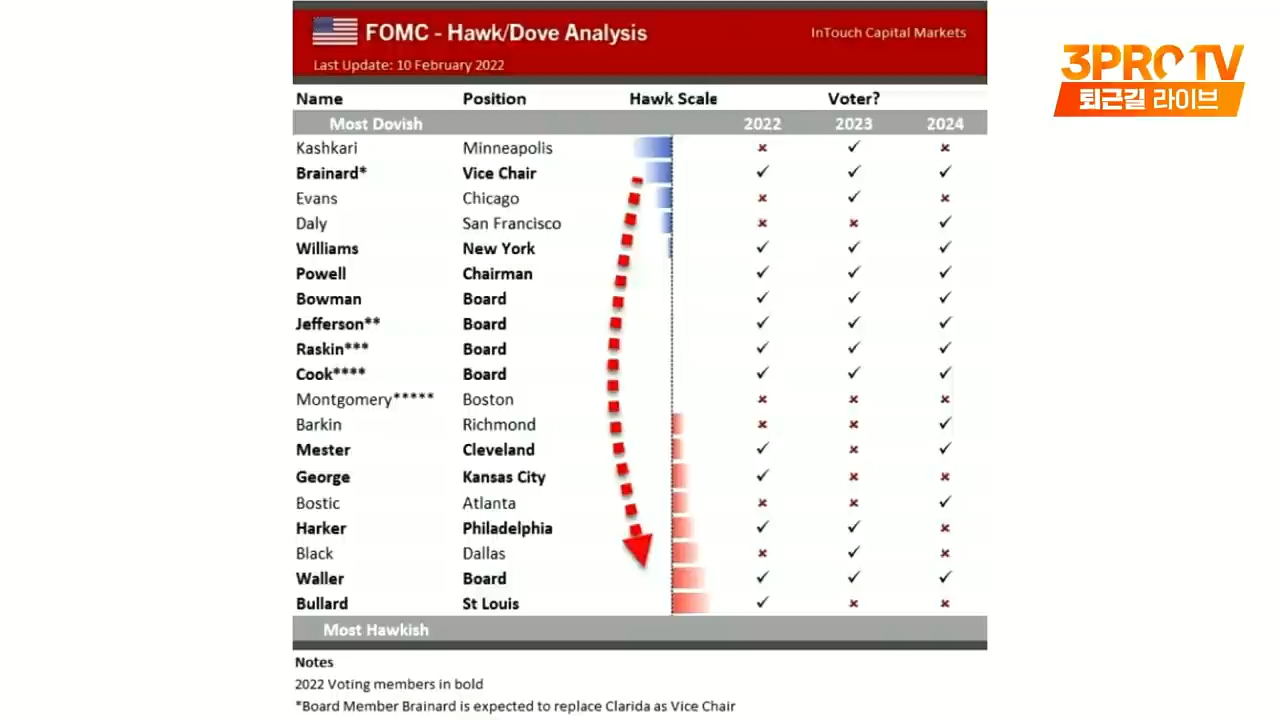 FOMC - Hawk/Dove Analysis
InTouch Capital Markets
Last Update: 10 February 2022
3PRO TV
퇴근길 라이브
Name Position Hawk Scale Voter?
Most Dovish 2022 2023 2024
Kashkari Minneapolis × ✓ ×
Brainard* Vice Chair ✓ ✓ ✓
Evans Chicago × ✓ ×
Daly San Francisco × × ✓
Williams New York ✓ ✓ ✓
Powell Chairman ✓ ✓ ✓
Bowman Board ✓ ✓ ✓
Jefferson** Board ✓ ✓ ✓
Raskin*** Board ✓ ✓ ✓
Cook**** Board ✓ ✓ ✓
Montgomery***** Boston × × ×
Barkin Richmond × × ✓
Mester Cleveland ✓ × ✓
George Kansas City ✓ × ×
Bostic Atlanta × × ✓
Harker Philadelphia ✓ ✓ ×
Black Dallas × ✓ ×
Waller Board ✓ ✓ ✓
Bullard St Louis ✓ × ×
Most Hawkish
Notes
2022 Voting members in bold
*Board Member Brainard is expected to replace Clarida as Vice Chair